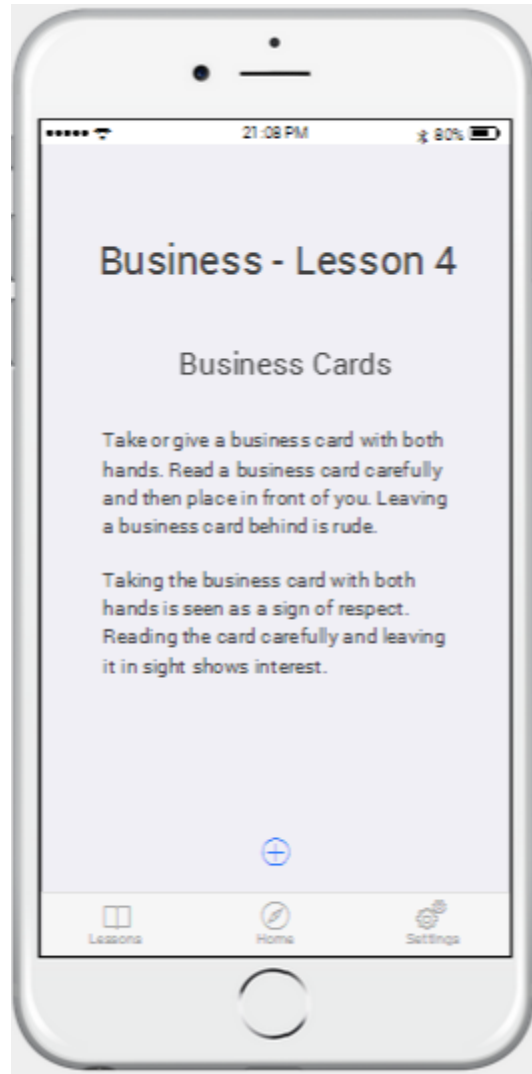 21:08 PM
80%
Business - Lesson 4
Business Cards
Take or give a business card with both
hands. Read a business card carefully
and then place in front of you. Leaving
a business card behind is rude.
Taking the business card with both
hands is seen as a sign of respect.
Reading the card carefully and leaving
it in sight shows interest.
Lessons
Home
Settings